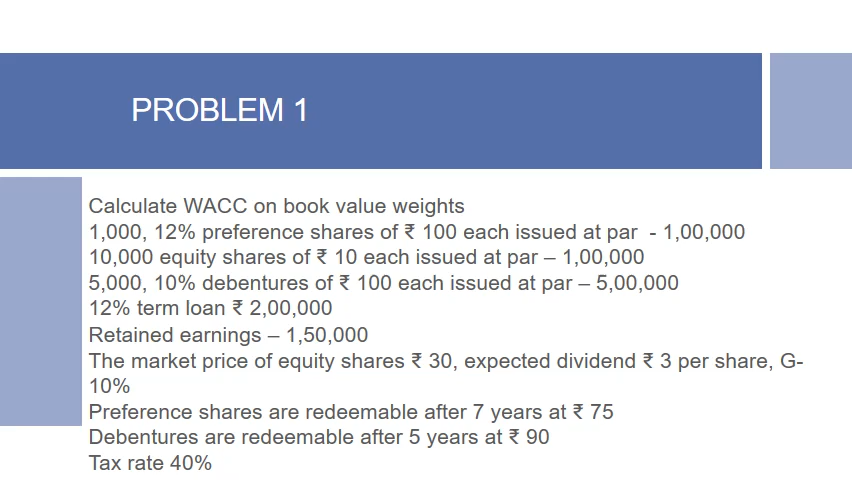 PROBLEM 1
Calculate WACC on book value weights
1,000, 12% preference shares of ₹ 100 each issued at par - 1,00,000
10,000 equity shares of ₹ 10 each issued at par – 1,00,000
5,000, 10% debentures of ₹ 100 each issued at par – 5,00,000
12% term loan ₹ 2,00,000
Retained earnings – 1,50,000
The market price of equity shares ₹ 30, expected dividend ₹ 3 per share, G-
10%
Preference shares are redeemable after 7 years at ₹ 75
Debentures are redeemable after 5 years at ₹ 90
Tax rate 40%